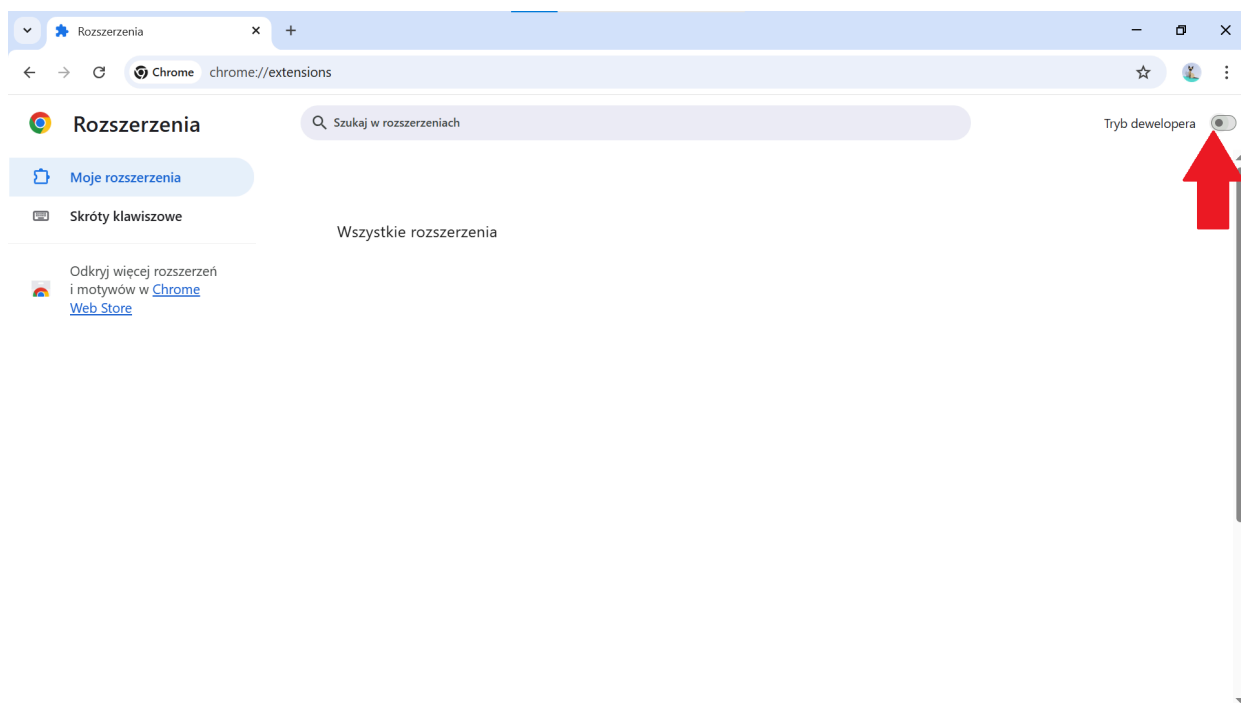 Rozszerzenia
Chrome chrome://extensions
Rozszerzenia
Szukaj w rozszerzeniach
Tryb dewelopera
Moje rozszerzenia
Skróty klawiszowe
Wszystkie rozszerzenia
Odkryj więcej rozszerzeń
i motywów w Chrome
Web Store